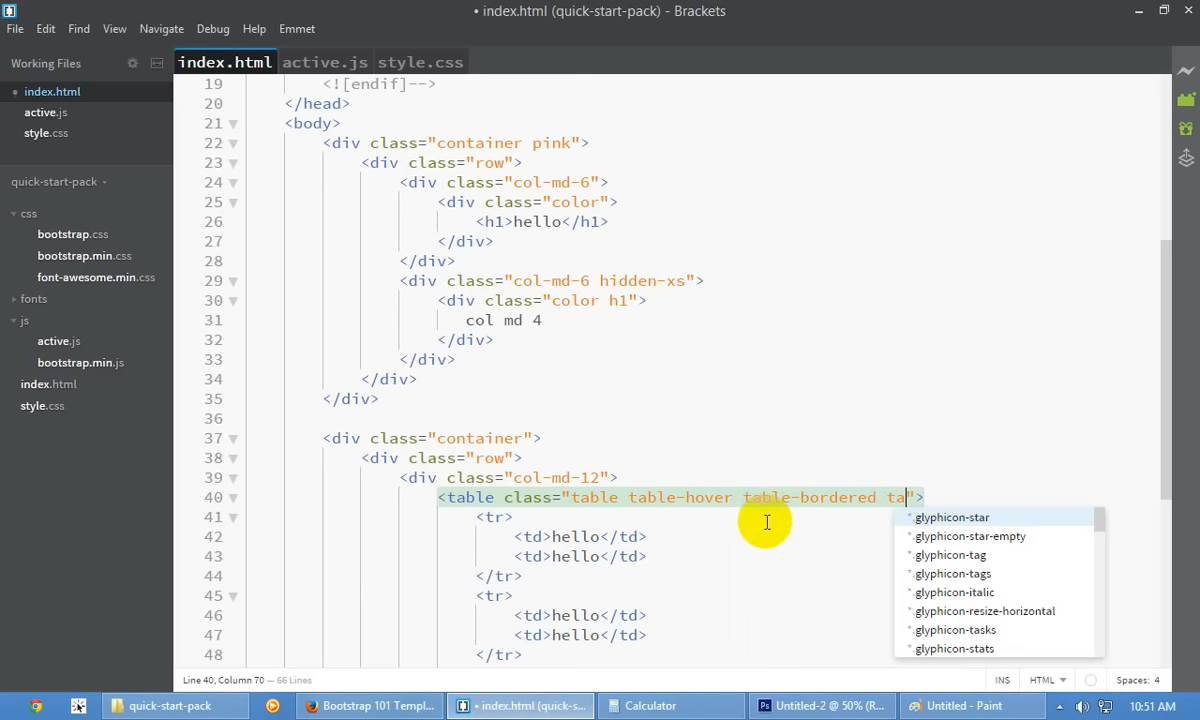 • index.html (quick-start-pack) - Brackets
File Edit Find View Navigate Debug Help Emmet
Working Files
• index.html
active.js
style.css
quick-start-pack
css
bootstrap.css
bootstrap.min.css
font-awesome.min.css
fonts
js
active.js
bootstrap.min.js
index.html
style.css
index.html active.js style.css
19 <![endif]-->
20 </head>
21 <body>
22 <div class="container pink">
23 <div class="row">
24 <div class="col-md-6">
25 <div class="color">
26 <h1>hello</h1>
27 </div>
28 </div>
29 <div class="col-md-6 hidden-xs">
30 <div class="color h1">
31 col md 4
32 </div>
33 </div>
34 </div>
35 </div>
36
37 <div class="container">
38 <div class="row">
39 <div class="col-md-12">
40 <table class="table table-hover table-bordered ta">
41 <tr>
42 <td>hello</td>
43 <td>hello</td>
44 </tr>
45 <tr>
46 <td>hello</td>
47 <td>hello</td>
48 </tr>
*.glyphicon-star
*.glyphicon-star-empty
*.glyphicon-tag
*.glyphicon-tags
*.glyphicon-italic
*.glyphicon-resize-horizontal
*.glyphicon-tasks
*.glyphicon-stats
Line 40, Column 70 — 66 Lines
INS HTML Spaces: 4
quick-start-pack Bootstrap 101 Templ... • index.html (quick-s... Calculator Untitled-2 @ 50% (R... Untitled - Paint 10:51 AM